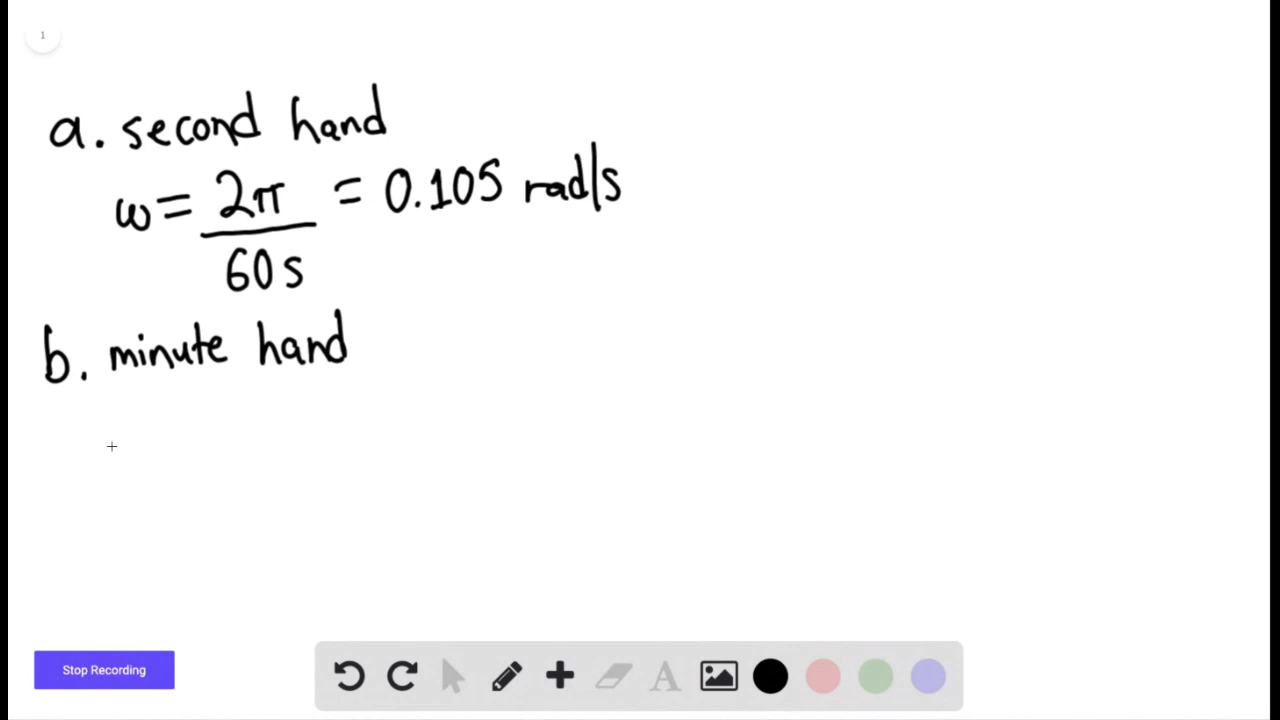 1
a. second hand
ω = 2π / 60 s = 0.105 rad/s
b. minute hand
Stop Recording
A